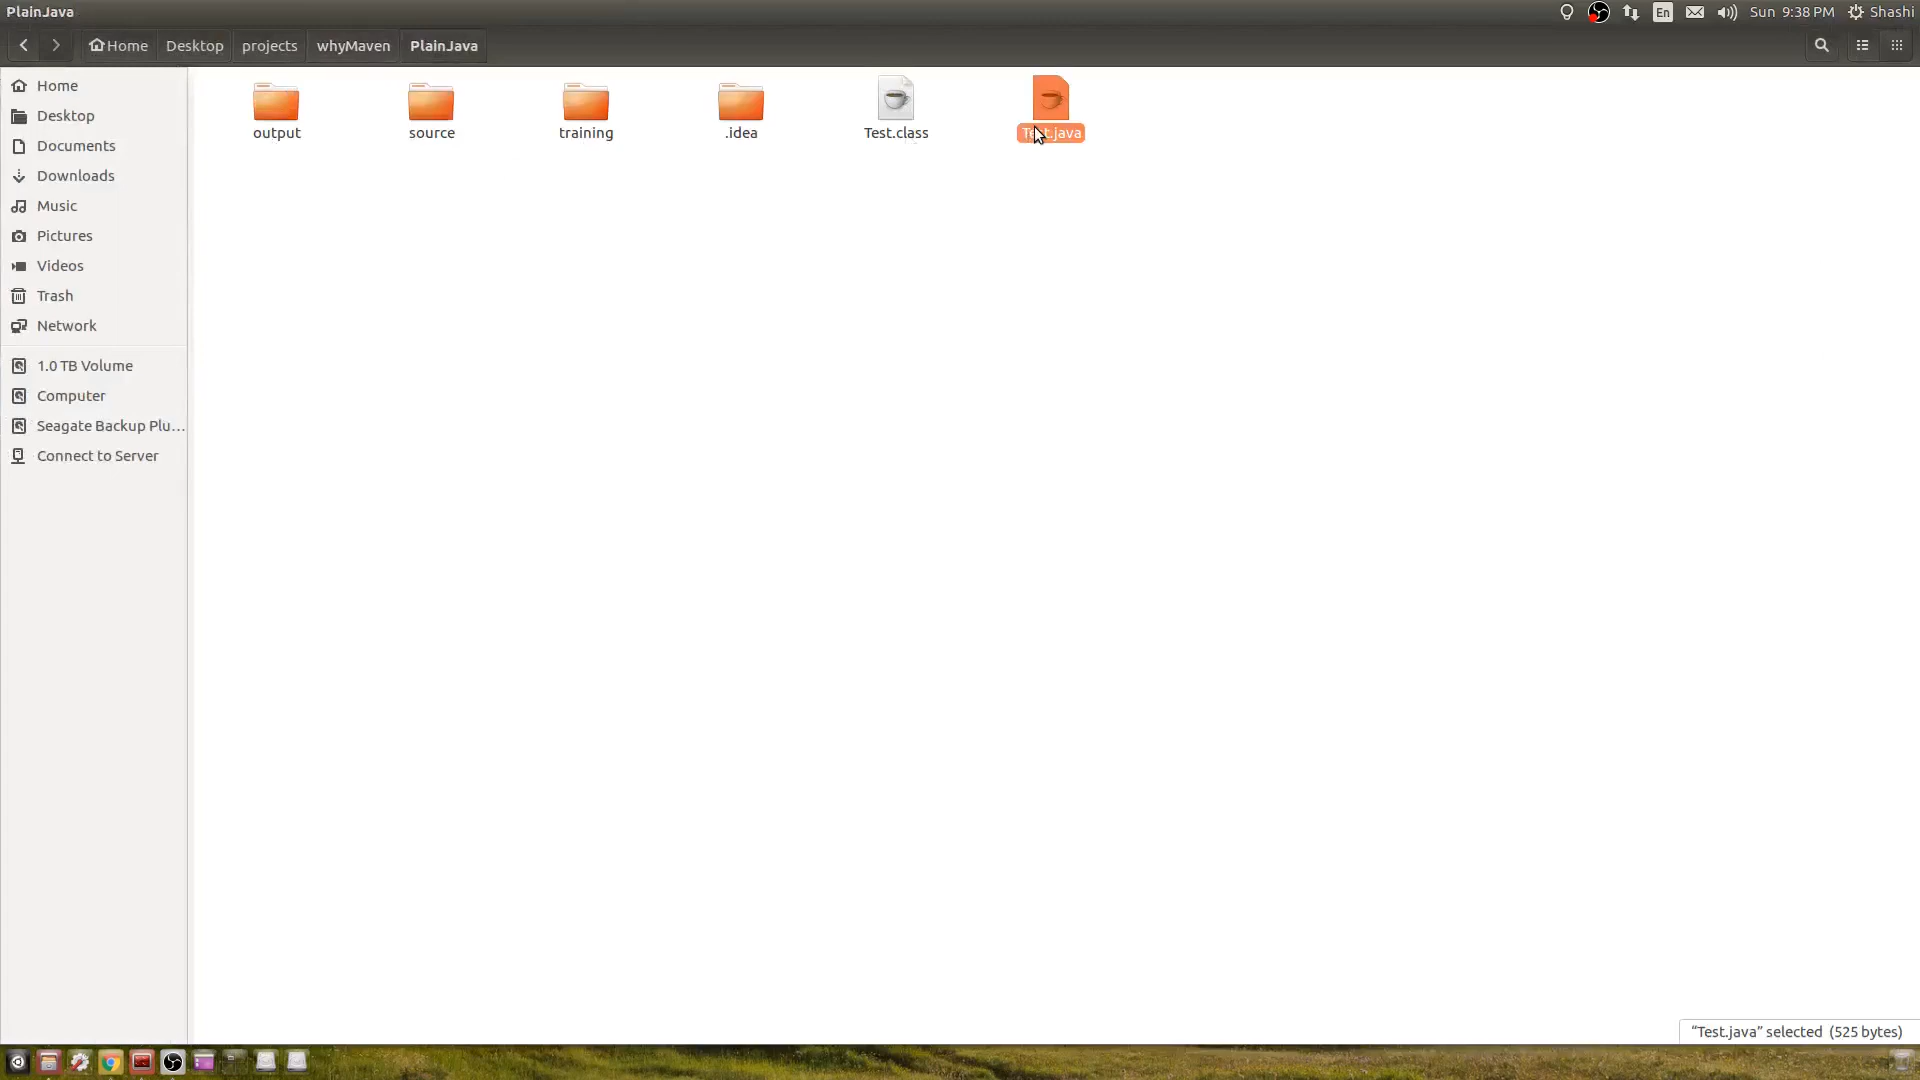 PlainJava
En
Sun 9:38 PM
Shashi
Home
Desktop
projects
whyMaven
PlainJava
Home
Desktop
Documents
Downloads
Music
Pictures
Videos
Trash
Network
1.0 TB Volume
Computer
Seagate Backup Plu...
Connect to Server
output
source
training
.idea
Test.class
Test.java
“Test.java” selected (525 bytes)